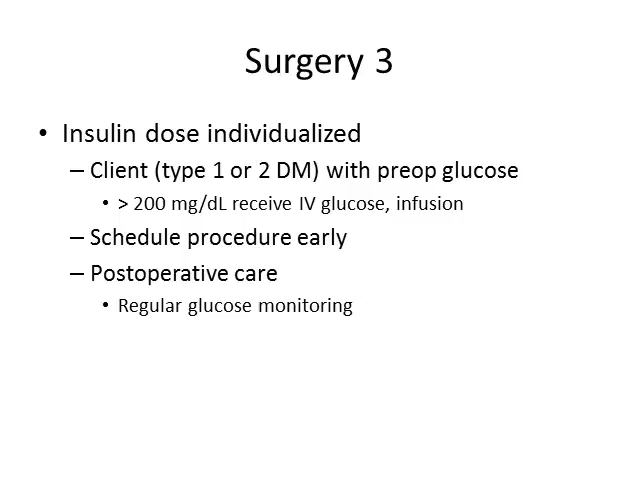 Surgery 3
• Insulin dose individualized
– Client (type 1 or 2 DM) with preop glucose
• > 200 mg/dL receive IV glucose, infusion
– Schedule procedure early
– Postoperative care
• Regular glucose monitoring